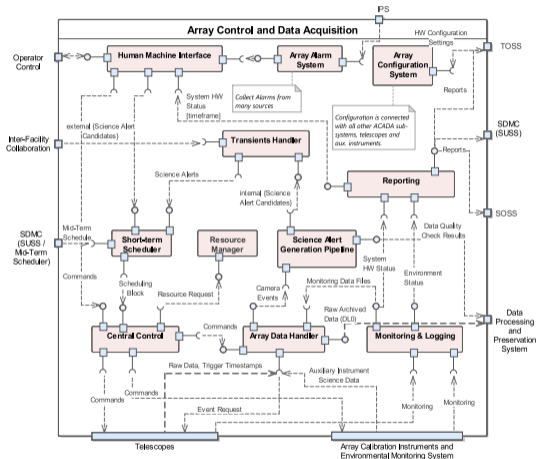 IPS
Array Control and Data Acquisition
Operator
Control
Human Machine Interface
Array Alarm
System
Array
Configuration
System
HW Configuration
Settings
TOSS
Reports
System HW
Status
[timeframe]
Collect Alarms from
many sources
Configuration is connected
with all other ACADA sub-
systems, telescopes and
aux. instruments.
external (Science Alert
Candidates)
SDMC
(SUSS)
Inter-Facility
Collaboration
Transients Handler
Reports
Science Alerts
internal (Science
Alert Candidates)
Reporting
SOSS
Mid-Term
Schedule
SDMC
(SUSS /
Mid-Term
Scheduler)
Short-term
Scheduler
Resource
Manager
Science Alert
Generation Pipeline
Data Quality
Check Results
System
HW Status
Commands
Scheduling
Block
Resource Request
Camera
Events
Monitoring Data Files
Environment
Status
Raw Archived
Data (DL0)
Data
Processing
and
Preservation
System
Central Control
Commands
Array Data Handler
Monitoring & Logging
Raw Data, Trigger Timestamps
Auxiliary Instrument
Science Data
Commands
Commands
Event Request
Monitoring
Monitoring
Telescopes
Array Calibration Instruments and
Environmental Monitoring System